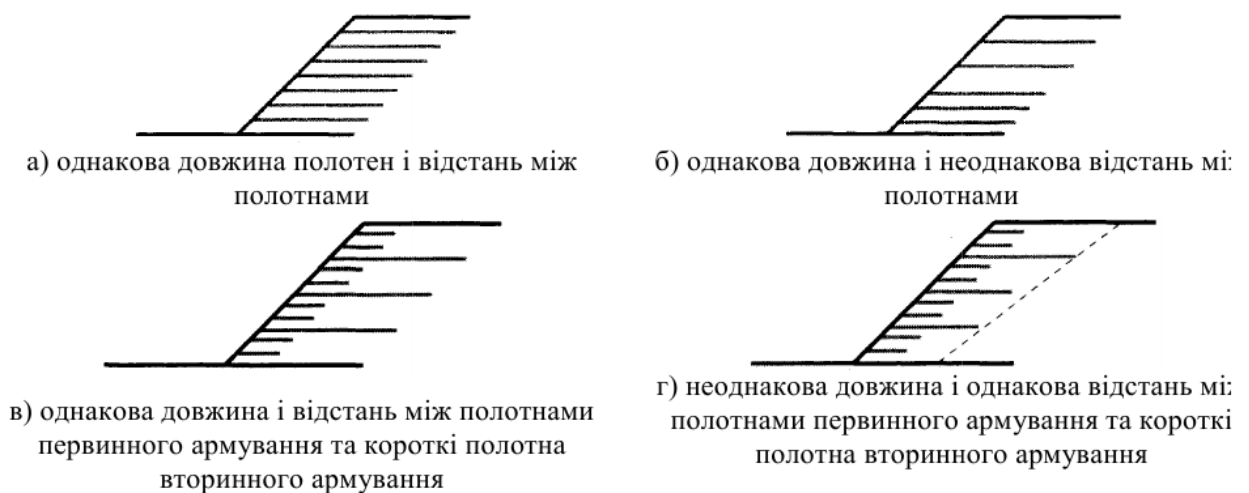 а) однакова довжина полотен і відстань між
полотнами
б) однакова довжина і неоднакова відстань мі
полотнами
в) однакова довжина і відстань між полотнами
первинного армування та короткі полотна
вторинного армування
г) неоднакова довжина і однакова відстань мі
полотнами первинного армування та короткі
полотна вторинного армування